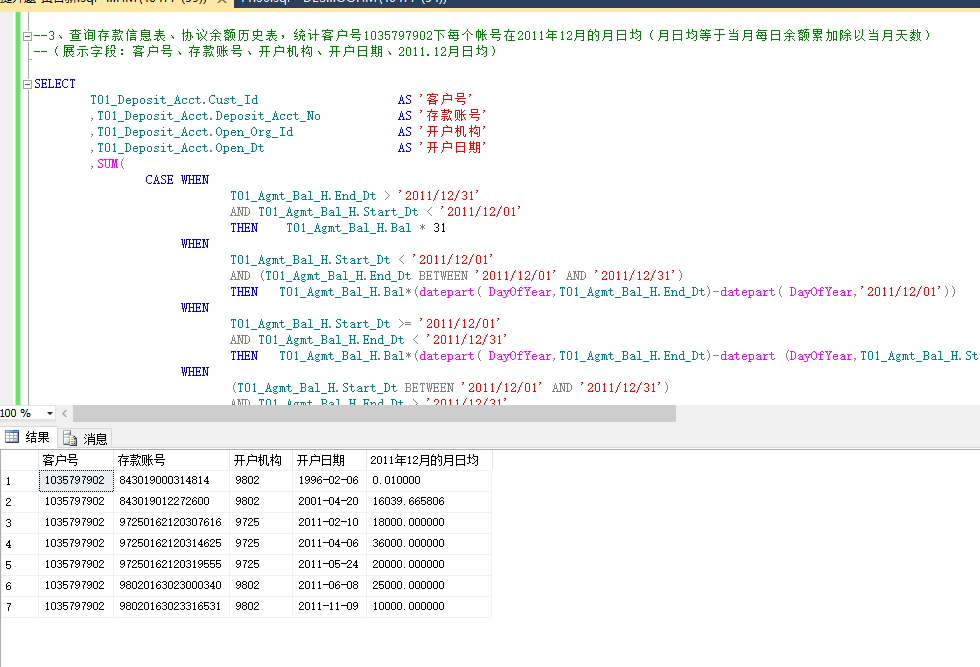 --3、查询存款信息表、协议余额历史表，统计客户号1035797902下每个帐号在2011年12月的月日均（月日均等于当月每日余额累加除以当月天数）
--（展示字段：客户号、存款账号、开户机构、开户日期、2011.12月日均）
SELECT
T01_Deposit_Acct.Cust_Id AS '客户号'
,T01_Deposit_Acct.Deposit_Acct_No AS '存款账号'
,T01_Deposit_Acct.Open_Org_Id AS '开户机构'
,T01_Deposit_Acct.Open_Dt AS '开户日期'
,SUM(
CASE WHEN
T01_Agmt_Bal_H.End_Dt > '2011/12/31'
AND T01_Agmt_Bal_H.Start_Dt < '2011/12/01'
THEN T01_Agmt_Bal_H.Bal * 31
WHEN
T01_Agmt_Bal_H.Start_Dt < '2011/12/01'
AND (T01_Agmt_Bal_H.End_Dt BETWEEN '2011/12/01' AND '2011/12/31')
THEN T01_Agmt_Bal_H.Bal*(datepart( DayOfYear,T01_Agmt_Bal_H.End_Dt)-datepart( DayOfYear,'2011/12/01'))
WHEN
T01_Agmt_Bal_H.Start_Dt >= '2011/12/01'
AND T01_Agmt_Bal_H.End_Dt < '2011/12/31'
THEN T01_Agmt_Bal_H.Bal*(datepart( DayOfYear,T01_Agmt_Bal_H.End_Dt)-datepart (DayOfYear,T01_Agmt_Bal_H.St
WHEN
(T01_Agmt_Bal_H.Start_Dt BETWEEN '2011/12/01' AND '2011/12/31')
AND T01_Agmt_Bal_H.End_Dt > '2011/12/31'
100 %
结果 消息
客户号 存款账号 开户机构 开户日期 2011年12月的月日均
1 1035797902 843019000314814 9802 1996-02-06 0.010000
2 1035797902 843019012272600 9802 2001-04-20 16039.665806
3 1035797902 97250162120307616 9725 2011-02-10 18000.000000
4 1035797902 97250162120314625 9725 2011-04-06 36000.000000
5 1035797902 97250162120319555 9725 2011-05-24 20000.000000
6 1035797902 98020163023000340 9802 2011-06-08 25000.000000
7 1035797902 98020163023316531 9802 2011-11-09 10000.000000